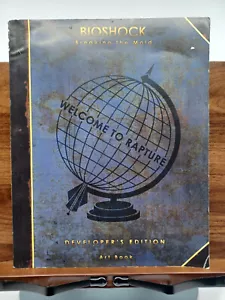 BIOSHOCK
Breaking the Mold
WELCOME TO RAPTURE
DEVELOPER'S EDITION
Art Book